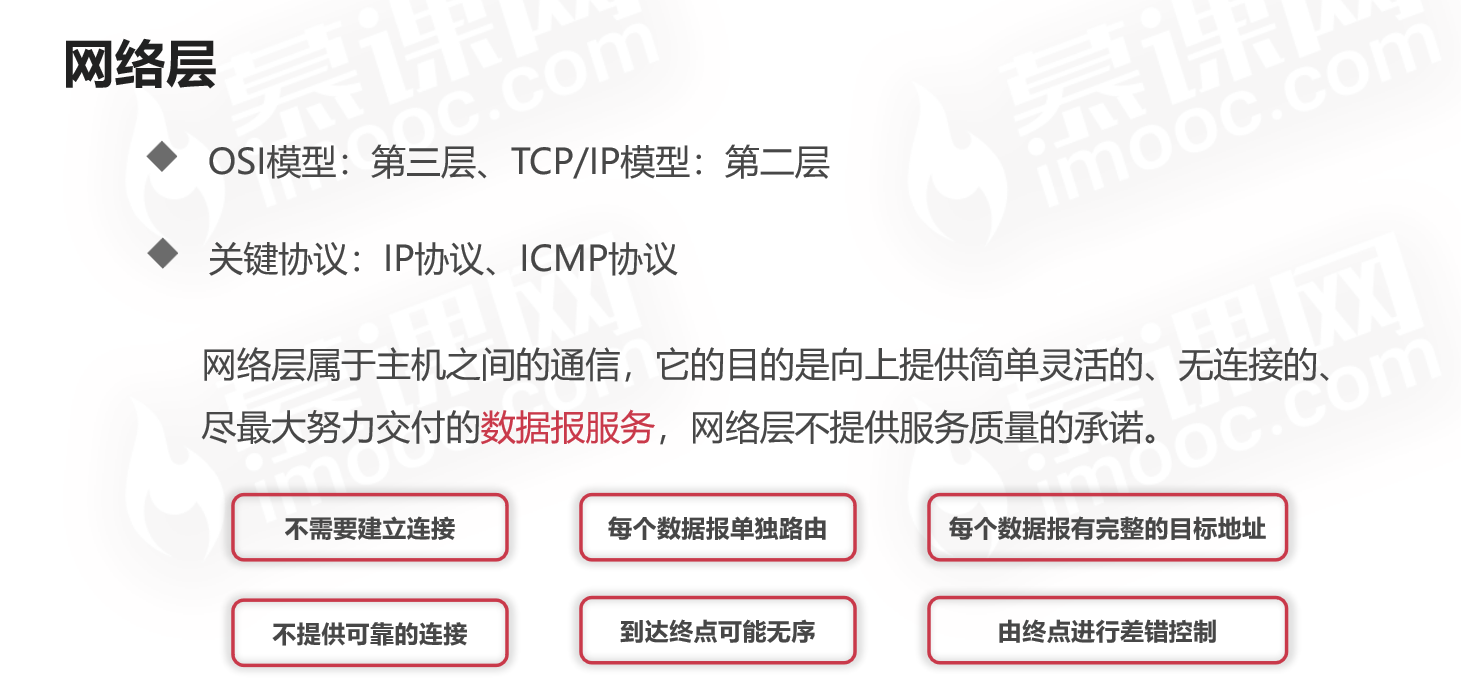 网络层
OSI模型：第三层、TCP/IP模型：第二层
关键协议：IP协议、ICMP协议
网络层属于主机之间的通信，它的目的是向上提供简单灵活的、无连接的、
尽最大努力交付的数据报服务，网络层不提供服务质量的承诺。
不需要建立连接
每个数据报单独路由
每个数据报有完整的目标地址
不提供可靠的连接
到达终点可能无序
由终点进行差错控制
慕课网
imooc.com
慕课网
imooc.com
慕课网
imooc.com
慕课网
imooc.com